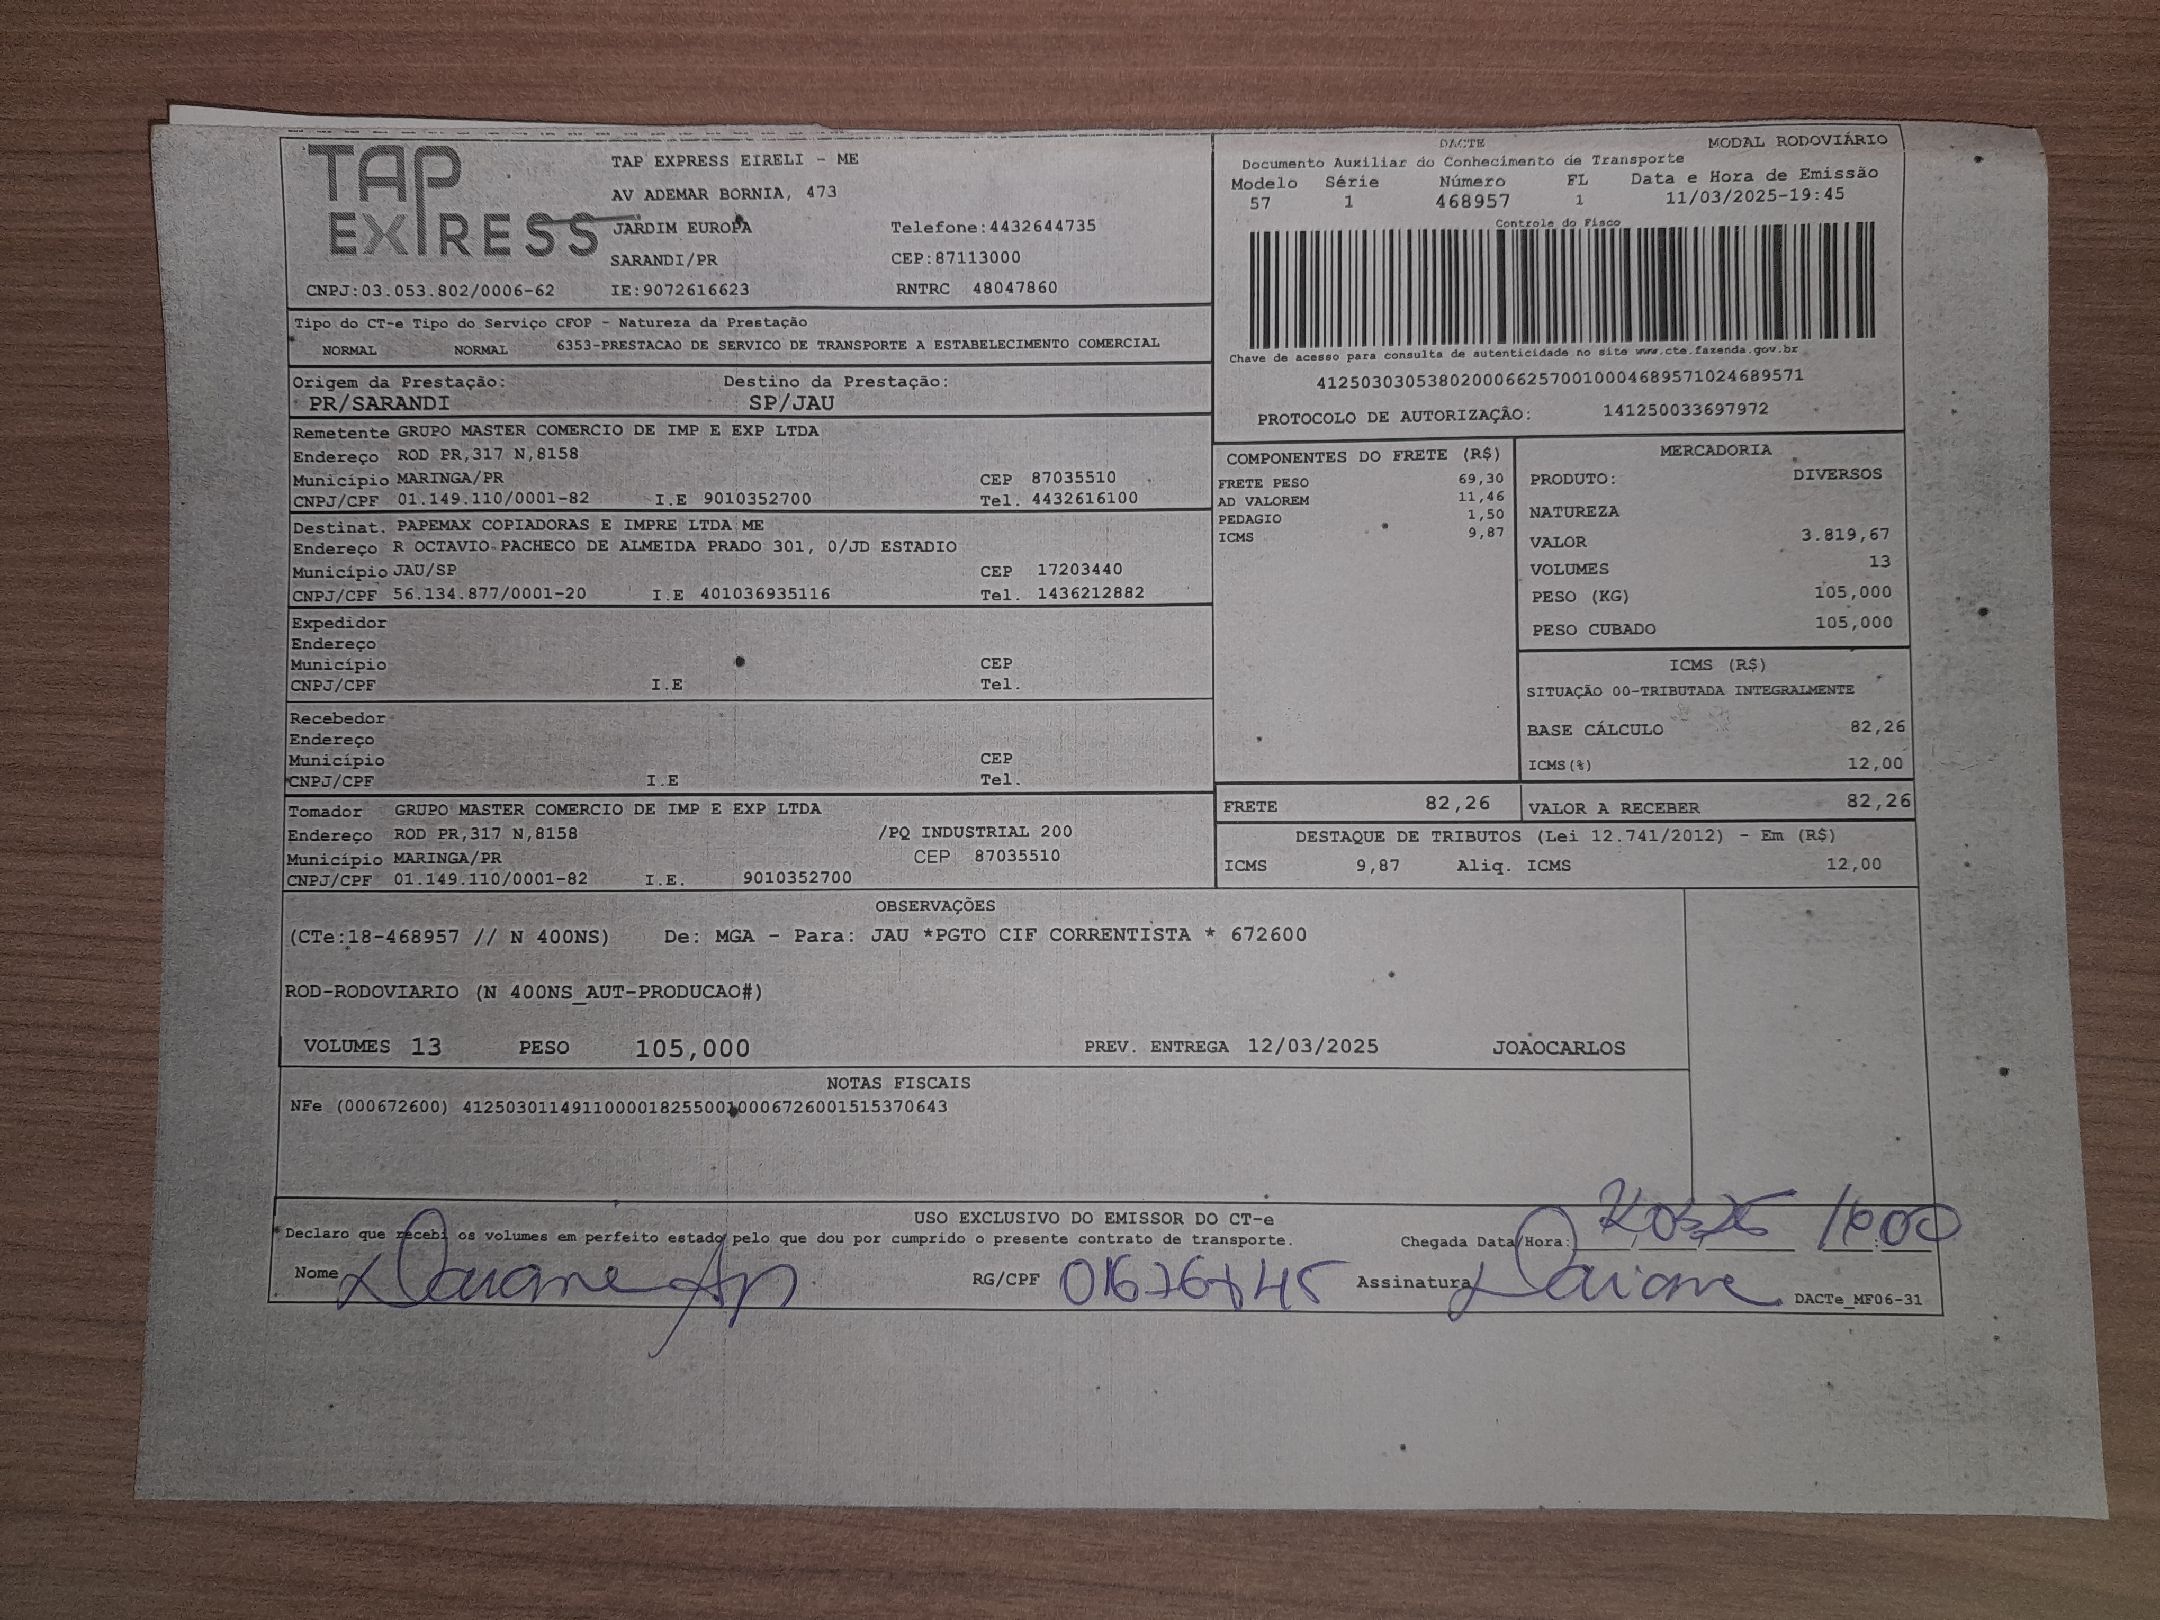 TAP EXPRESS
TAP EXPRESS EIRELI - ME
AV ADEMAR BORNIA, 473
JARDIM EUROPA Telefone:4432644735
SARANDI/PR CEP:87113000
CNPJ:03.053.802/0006-62 IE:9072616623 RNTRC 48047860
DACTE MODAL RODOVIÁRIO
Documento Auxiliar do Conhecimento de Transporte
Modelo Série Número FL Data e Hora de Emissão
57 1 468957 1 11/03/2025-19:45
Controle do Fisco
Chave de acesso para consulta de autenticidade no site www.cte.fazenda.gov.br
41250303053802000662570010004689571024689571
PROTOCOLO DE AUTORIZAÇÃO: 141250033697972
Tipo do CT-e Tipo do Serviço CFOP - Natureza da Prestação
NORMAL NORMAL 6353-PRESTACAO DE SERVICO DE TRANSPORTE A ESTABELECIMENTO COMERCIAL
Origem da Prestação: Destino da Prestação:
PR/SARANDI SP/JAU
Remetente GRUPO MASTER COMERCIO DE IMP E EXP LTDA
Endereço ROD PR,317 N,8158
Município MARINGA/PR CEP 87035510
CNPJ/CPF 01.149.110/0001-82 I.E 9010352700 Tel. 4432616100
Destinat. PAPEMAX COPIADORAS E IMPRE LTDA ME
Endereço R OCTAVIO PACHECO DE ALMEIDA PRADO 301, 0/JD ESTADIO
Município JAU/SP CEP 17203440
CNPJ/CPF 56.134.877/0001-20 I.E 401036935116 Tel. 1436212882
Expedidor
Endereço
Município CEP
CNPJ/CPF I.E Tel.
Recebedor
Endereço
Município CEP
CNPJ/CPF I.E Tel.
Tomador GRUPO MASTER COMERCIO DE IMP E EXP LTDA
Endereço ROD PR,317 N,8158 /PQ INDUSTRIAL 200
Município MARINGA/PR CEP 87035510
CNPJ/CPF 01.149.110/0001-82 I.E. 9010352700
COMPONENTES DO FRETE (R$)
FRETE PESO 69,30
AD VALOREM 11,46
PEDAGIO 1,50
ICMS 9,87
MERCADORIA
PRODUTO: DIVERSOS
NATUREZA
VALOR 3.819,67
VOLUMES 13
PESO (KG) 105,000
PESO CUBADO 105,000
ICMS (R$)
SITUAÇÃO 00-TRIBUTADA INTEGRALMENTE
BASE CÁLCULO 82,26
ICMS(%) 12,00
FRETE 82,26 VALOR A RECEBER 82,26
DESTAQUE DE TRIBUTOS (Lei 12.741/2012) - Em (R$)
ICMS 9,87 Aliq. ICMS 12,00
OBSERVAÇÕES
(CTe:18-468957 // N 400NS) De: MGA - Para: JAU *PGTO CIF CORRENTISTA * 672600
ROD-RODOVIARIO (N 400NS_AUT-PRODUCAO#)
VOLUMES 13 PESO 105,000 PREV. ENTREGA 12/03/2025 JOAOCARLOS
NOTAS FISCAIS
NFe (000672600) 41250301149110000182550010006726001515370643
USO EXCLUSIVO DO EMISSOR DO CT-e
Declaro que recebi os volumes em perfeito estado pelo que dou por cumprido o presente contrato de transporte. Chegada Data/Hora:
Nome Daiane Ap RG/CPF Assinatura Daiane
DACTe_MF06-31